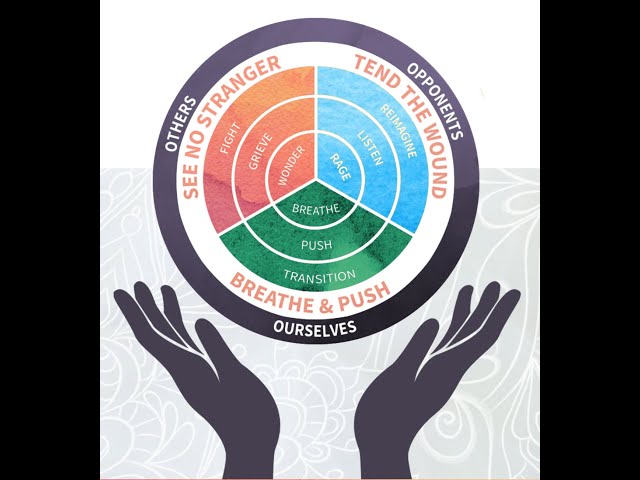 OTHERS
OPPONENTS
OURSELVES
SEE NO STRANGER
TEND THE WOUND
BREATHE & PUSH
FIGHT
GRIEVE
WONDER
REIMAGINE
LISTEN
RAGE
BREATHE
PUSH
TRANSITION